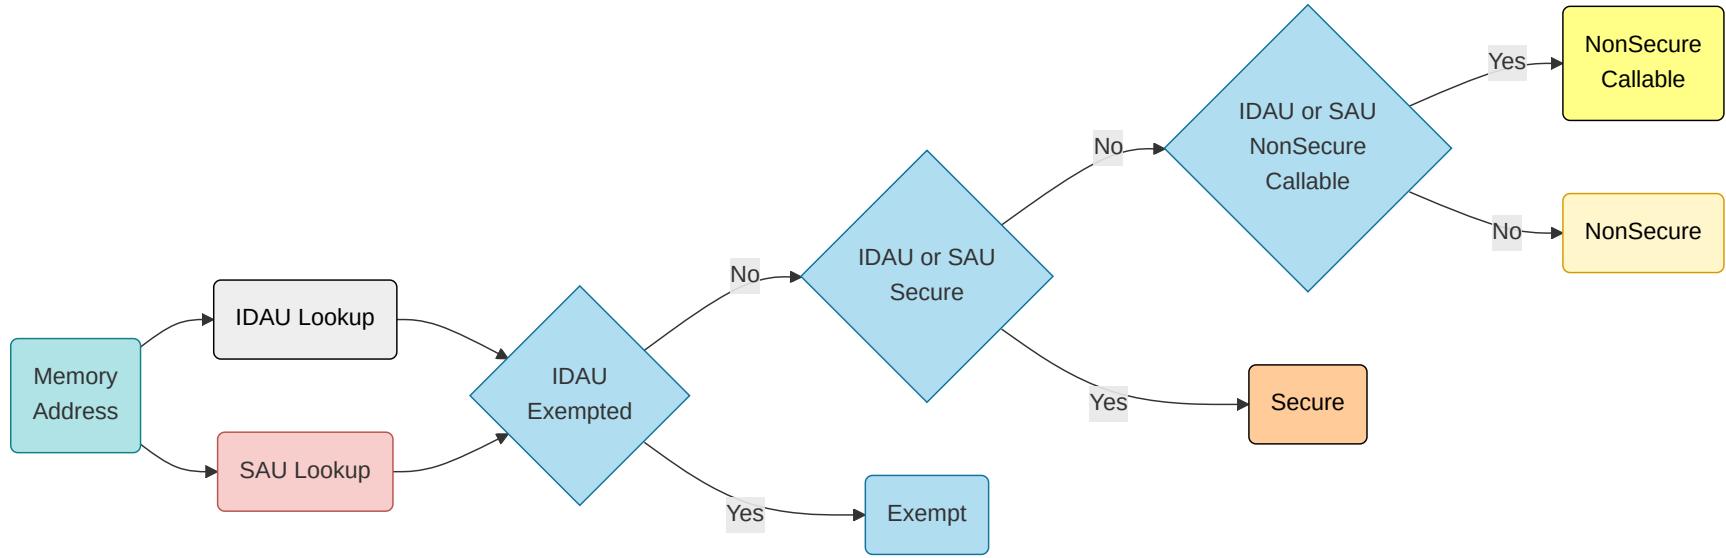 Memory
Address
IDAU Lookup
SAU Lookup
IDAU
Exempted
No
Yes
Exempt
IDAU or SAU
Secure
No
Yes
Secure
IDAU or SAU
NonSecure
Callable
Yes
No
NonSecure
Callable
NonSecure